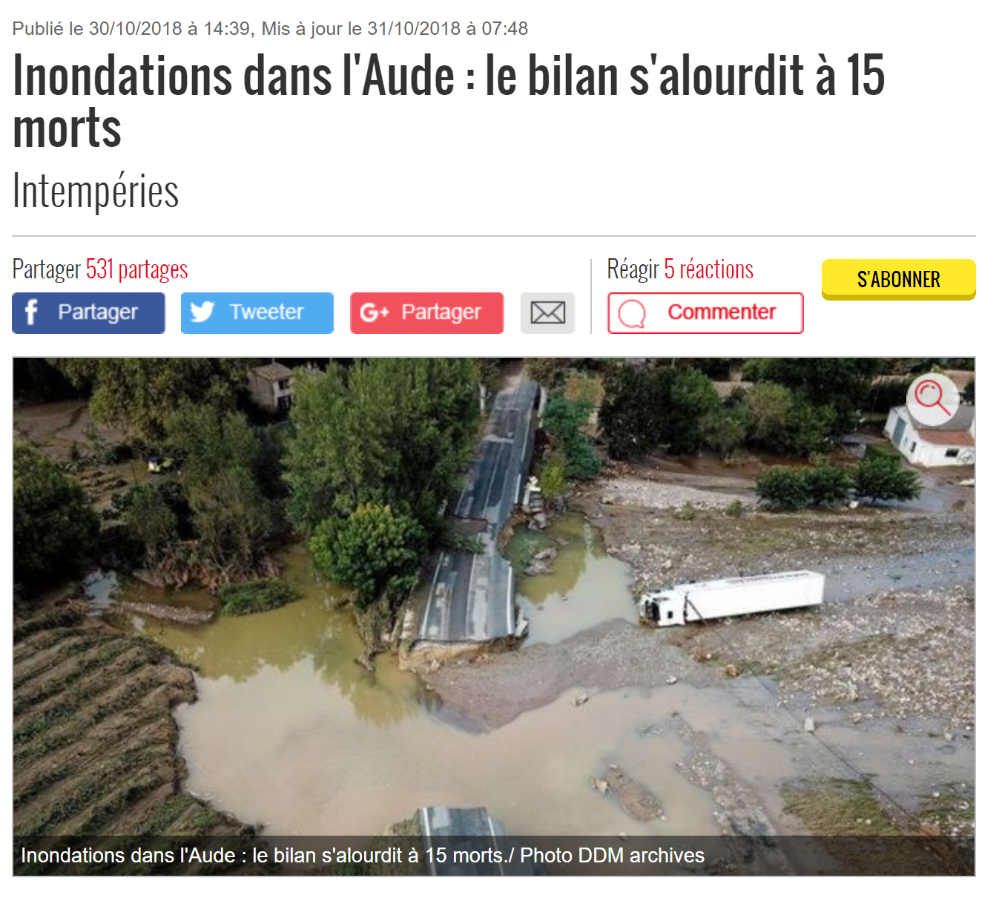 Publié le 30/10/2018 à 14:39, Mis à jour le 31/10/2018 à 07:48
Inondations dans l'Aude : le bilan s'alourdit à 15
morts
Intempéries
Partager 531 partages
Réagir 5 réactions
S'ABONNER
f Partager
Tweeter
G+ Partager
Commenter
Inondations dans l'Aude : le bilan s'alourdit à 15 morts./ Photo DDM archives